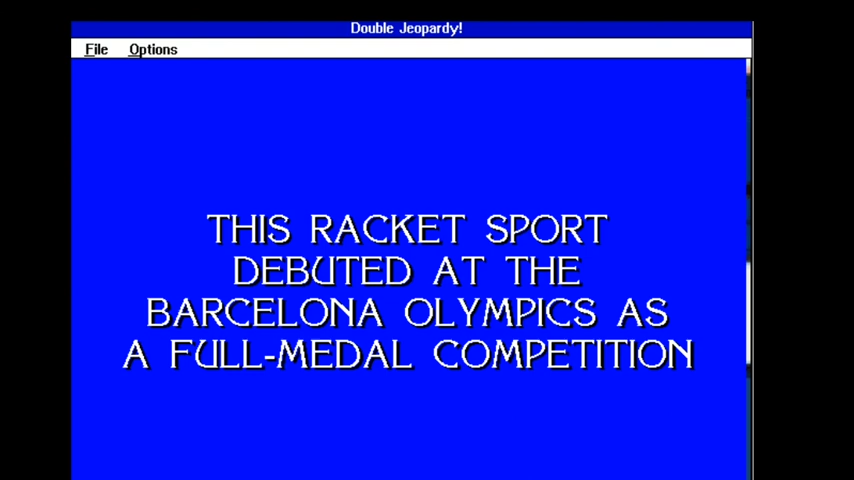 Double Jeopardy!
File Options
THIS RACKET SPORT
DEBUTED AT THE
BARCELONA OLYMPICS AS
A FULL-MEDAL COMPETITION